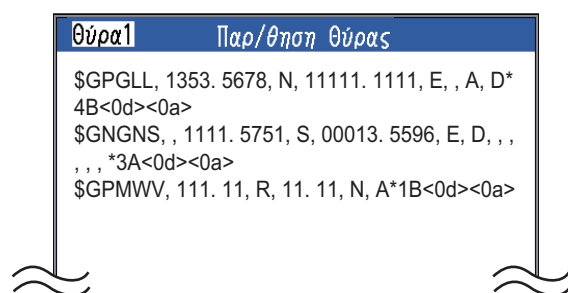 Θύρα1 Παρ/θηση Θύρας
$GPGLL, 1353. 5678, N, 11111. 1111, E, , A, D*
4B<0d><0a>
$GNGNS, , 1111. 5751, S, 00013. 5596, E, D, , ,
, , , *3A<0d><0a>
$GPMWV, 111. 11, R, 11. 11, N, A*1B<0d><0a>